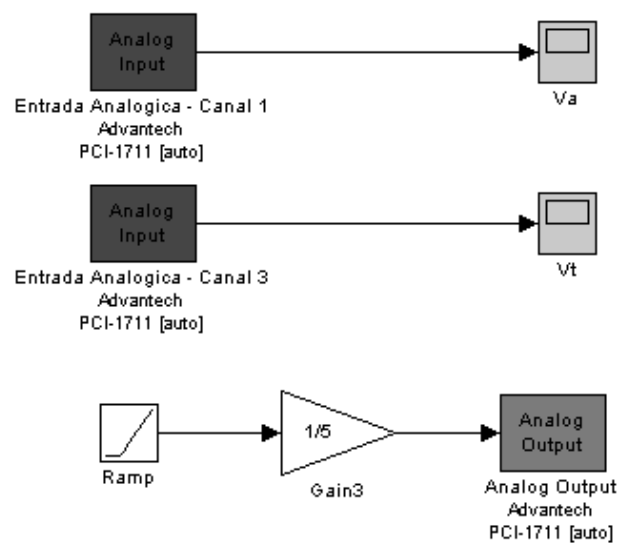 Analog
Input
Entrada Analogica - Canal 1
Advantech
PCI-1711 [auto]
Va
Analog
Input
Entrada Analogica - Canal 3
Advantech
PCI-1711 [auto]
Vt
Ramp
1/5
Gain3
Analog
Output
Analog Output
Advantech
PCI-1711 [auto]